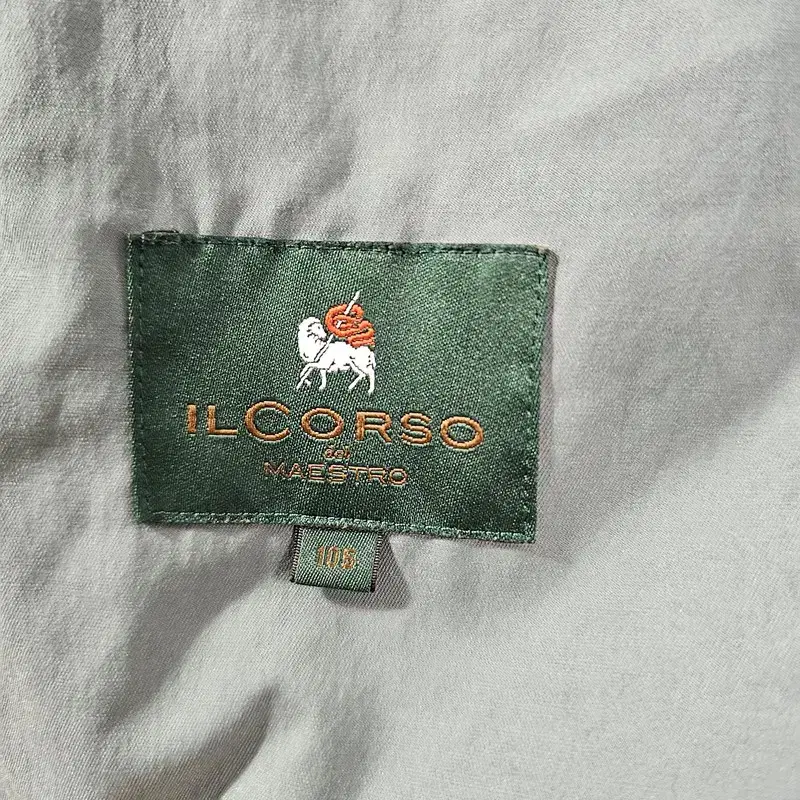 ILCORSO
del
MAESTRO
105